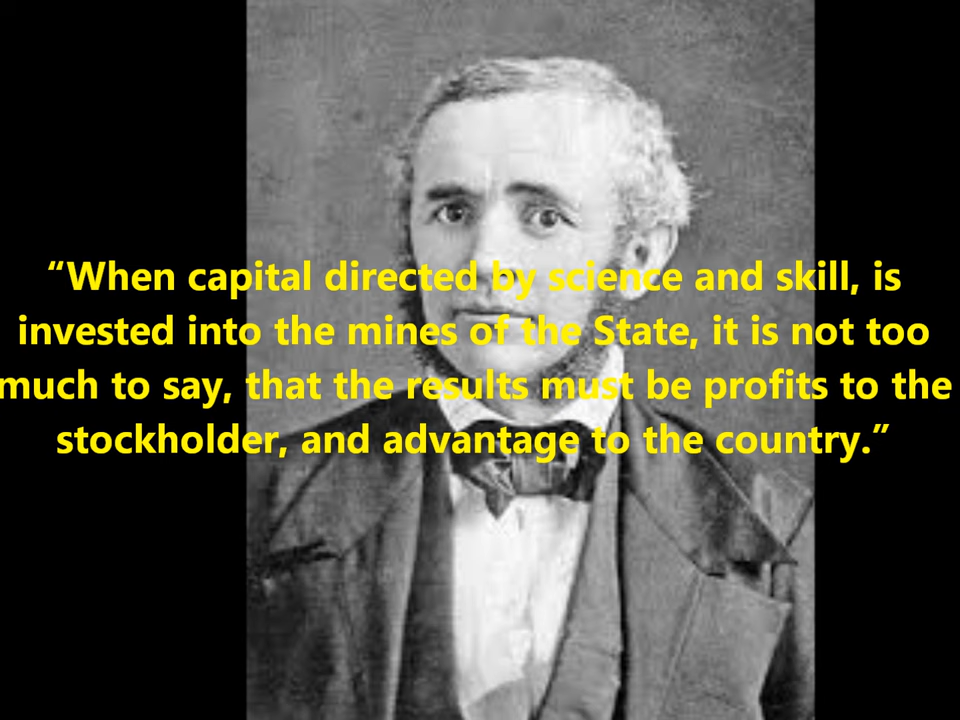 “When capital directed by science and skill, is
invested into the mines of the State, it is not too
much to say, that the results must be profits to the
stockholder, and advantage to the country.”